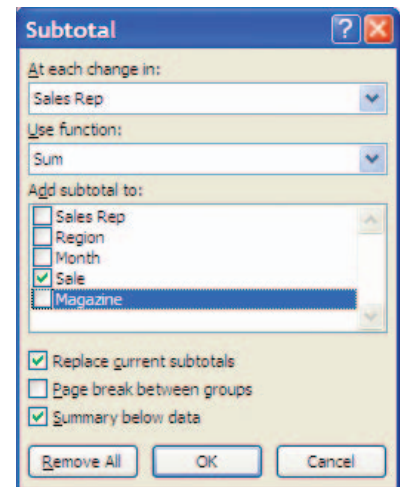 Subtotal
At each change in:
Sales Rep
Use function:
Sum
Add subtotal to:
Sales Rep
Region
Month
Sale
Magazine
Replace current subtotals
Page break between groups
Summary below data
Remove All OK Cancel